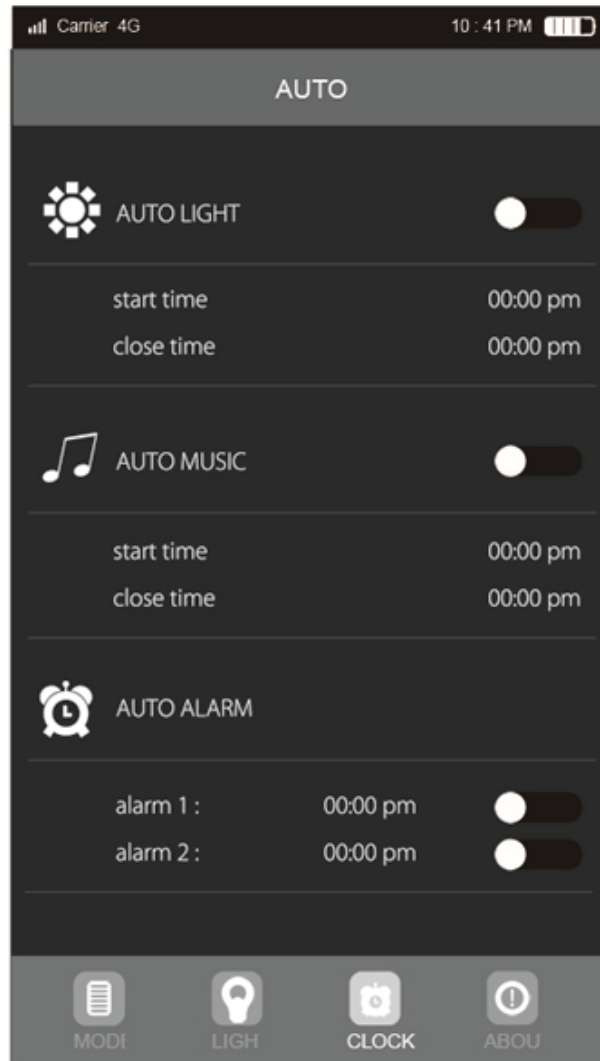 Carrier 4G 10 : 41 PM
AUTO
AUTO LIGHT
start time 00:00 pm
close time 00:00 pm
AUTO MUSIC
start time 00:00 pm
close time 00:00 pm
AUTO ALARM
alarm 1 : 00:00 pm
alarm 2 : 00:00 pm
MODI LIGH CLOCK ABOU